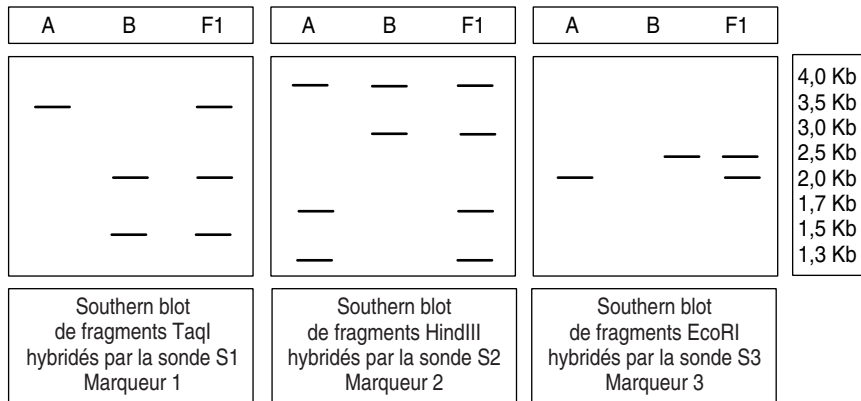 A B F1
A B F1
A B F1
4,0 Kb
3,5 Kb
3,0 Kb
2,5 Kb
2,0 Kb
1,7 Kb
1,5 Kb
1,3 Kb
Southern blot
de fragments TaqI
hybridés par la sonde S1
Marqueur 1
Southern blot
de fragments HindIII
hybridés par la sonde S2
Marqueur 2
Southern blot
de fragments EcoRI
hybridés par la sonde S3
Marqueur 3